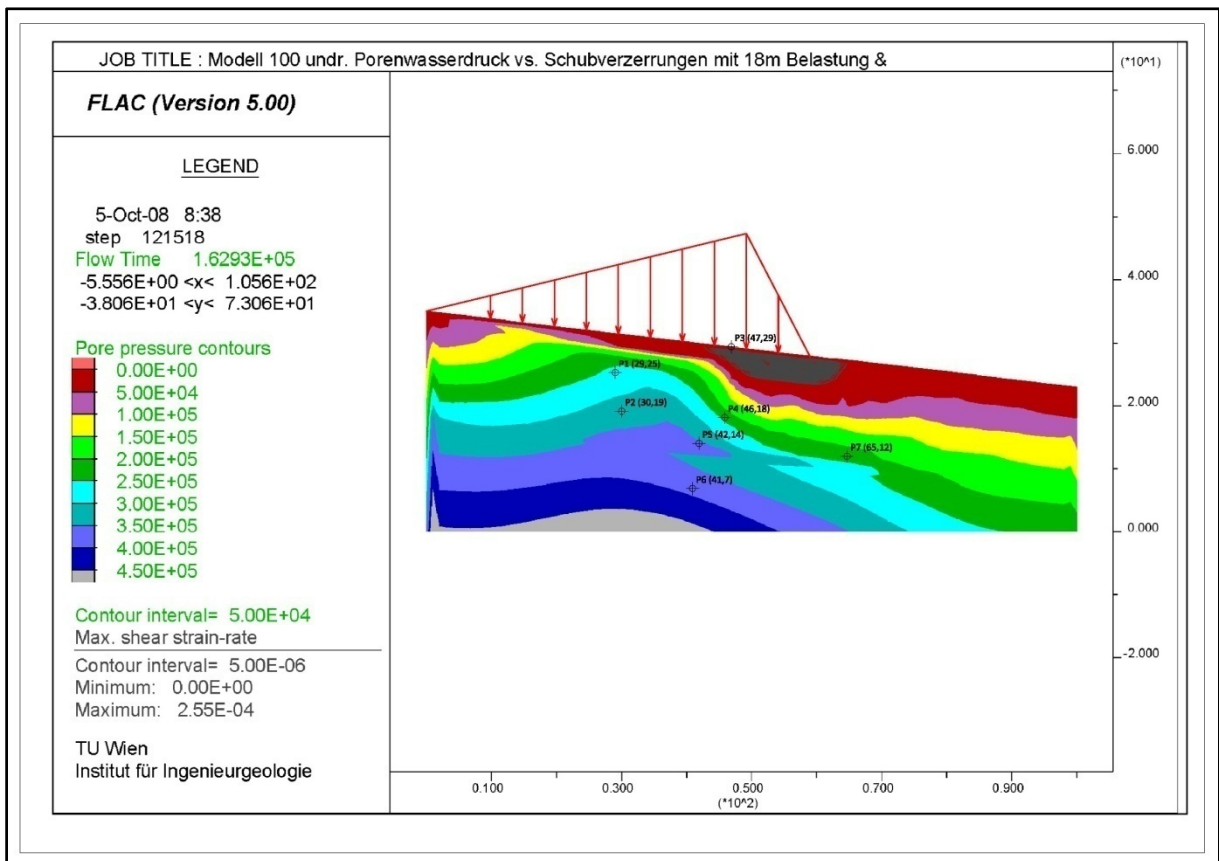 JOB TITLE : Modell 100 undr. Porenwasserdruck vs. Schubverzerrungen mit 18m Belastung &
(*10^1)
FLAC (Version 5.00)
LEGEND
5-Oct-08 8:38
step 121518
Flow Time 1.6293E+05
-5.556E+00 <x< 1.056E+02
-3.806E+01 <y< 7.306E+01
Pore pressure contours
0.00E+00
5.00E+04
1.00E+05
1.50E+05
2.00E+05
2.50E+05
3.00E+05
3.50E+05
4.00E+05
4.50E+05
Contour interval= 5.00E+04
Max. shear strain-rate
Contour interval= 5.00E-06
Minimum: 0.00E+00
Maximum: 2.55E-04
TU Wien
Institut für Ingenieurgeologie
P3 (47,29)
P1 (29,25)
P2 (30,19)
P4 (46,18)
P5 (42,14)
P7 (65,12)
P6 (41,7)
6.000
4.000
2.000
0.000
-2.000
0.100
0.300
0.500
0.700
0.900
(*10^2)